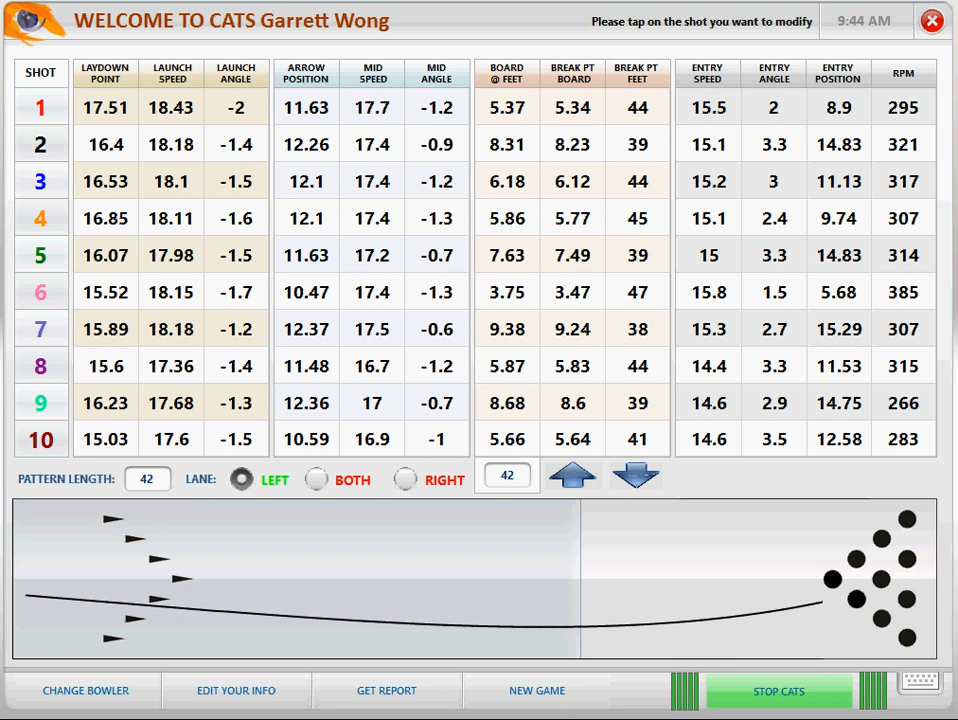 WELCOME TO CATS Garrett Wong
Please tap on the shot you want to modify
9:44 AM
SHOT LAYDOWN POINT LAUNCH SPEED LAUNCH ANGLE ARROW POSITION MID SPEED MID ANGLE BOARD @ FEET BREAK PT BOARD BREAK PT FEET ENTRY SPEED ENTRY ANGLE ENTRY POSITION RPM
1 17.51 18.43 -2 11.63 17.7 -1.2 5.37 5.34 44 15.5 2 8.9 295
2 16.4 18.18 -1.4 12.26 17.4 -0.9 8.31 8.23 39 15.1 3.3 14.83 321
3 16.53 18.1 -1.5 12.1 17.4 -1.2 6.18 6.12 44 15.2 3 11.13 317
4 16.85 18.11 -1.6 12.1 17.4 -1.3 5.86 5.77 45 15.1 2.4 9.74 307
5 16.07 17.98 -1.5 11.63 17.2 -0.7 7.63 7.49 39 15 3.3 14.83 314
6 15.52 18.15 -1.7 10.47 17.4 -1.3 3.75 3.47 47 15.8 1.5 5.68 385
7 15.89 18.18 -1.2 12.37 17.5 -0.6 9.38 9.24 38 15.3 2.7 15.29 307
8 15.6 17.36 -1.4 11.48 16.7 -1.2 5.87 5.83 44 14.4 3.3 11.53 315
9 16.23 17.68 -1.3 12.36 17 -0.7 8.68 8.6 39 14.6 2.9 14.75 266
10 15.03 17.6 -1.5 10.59 16.9 -1 5.66 5.64 41 14.6 3.5 12.58 283
PATTERN LENGTH: 42 LANE: LEFT BOTH RIGHT 42
CHANGE BOWLER EDIT YOUR INFO GET REPORT NEW GAME STOP CATS